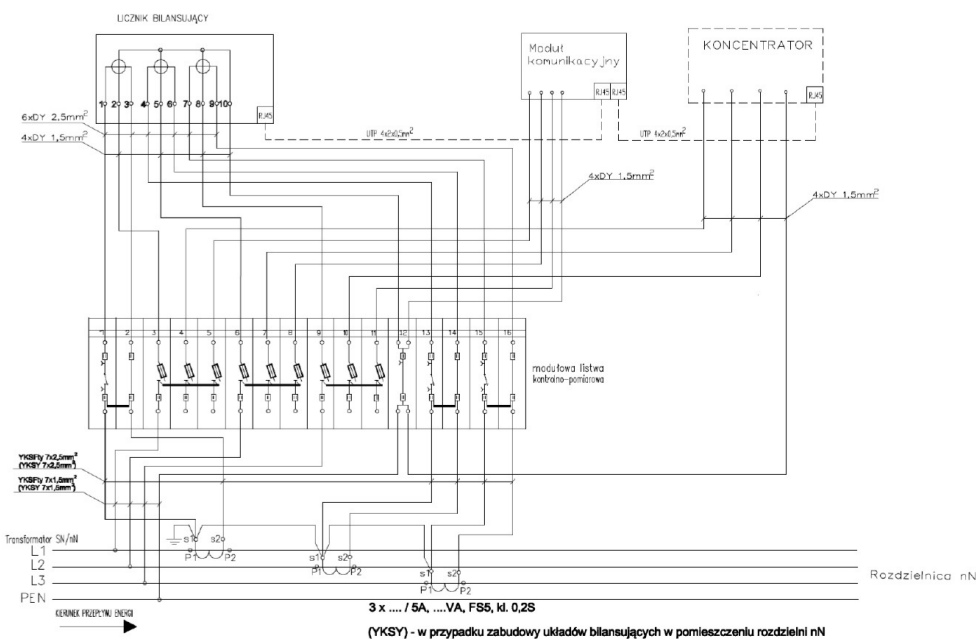 LICZNIK BILANSUJĄCY
1 2 3 4 5 6 7 8 9 10
RJ45
Moduł
komunikacyjny
RJ45 RJ45
KONCENTRATOR
RJ45
6xDY 2,5mm²
4xDY 1,5mm²
UTP 4x2x0,5mm²
UTP 4x2x0,5mm²
4xDY 1,5mm²
4xDY 1,5mm²
1 2 3 4 5 6 7 8 9 10 11 12 13 14 15 16
modułowa listwa
kontrolno-pomiarowa
YKSFty 7x2,5mm²
(YKSY 7x2,5mm²)
YKSFty 7x1,5mm²
(YKSY 7x1,5mm²)
Transformator SN/nN
s1 s2
s1 s2
s1 s2
L1
P1 P2
L2
P1 P2
L3
P1 P2
PEN
Rozdzielnica nN
KIERUNEK PRZEPŁYWU ENERGII
3 x .... / 5A, ....VA, FS5, kl. 0,2S
(YKSY) - w przypadku zabudowy układów bilansujących w pomieszczeniu rozdzielni nN